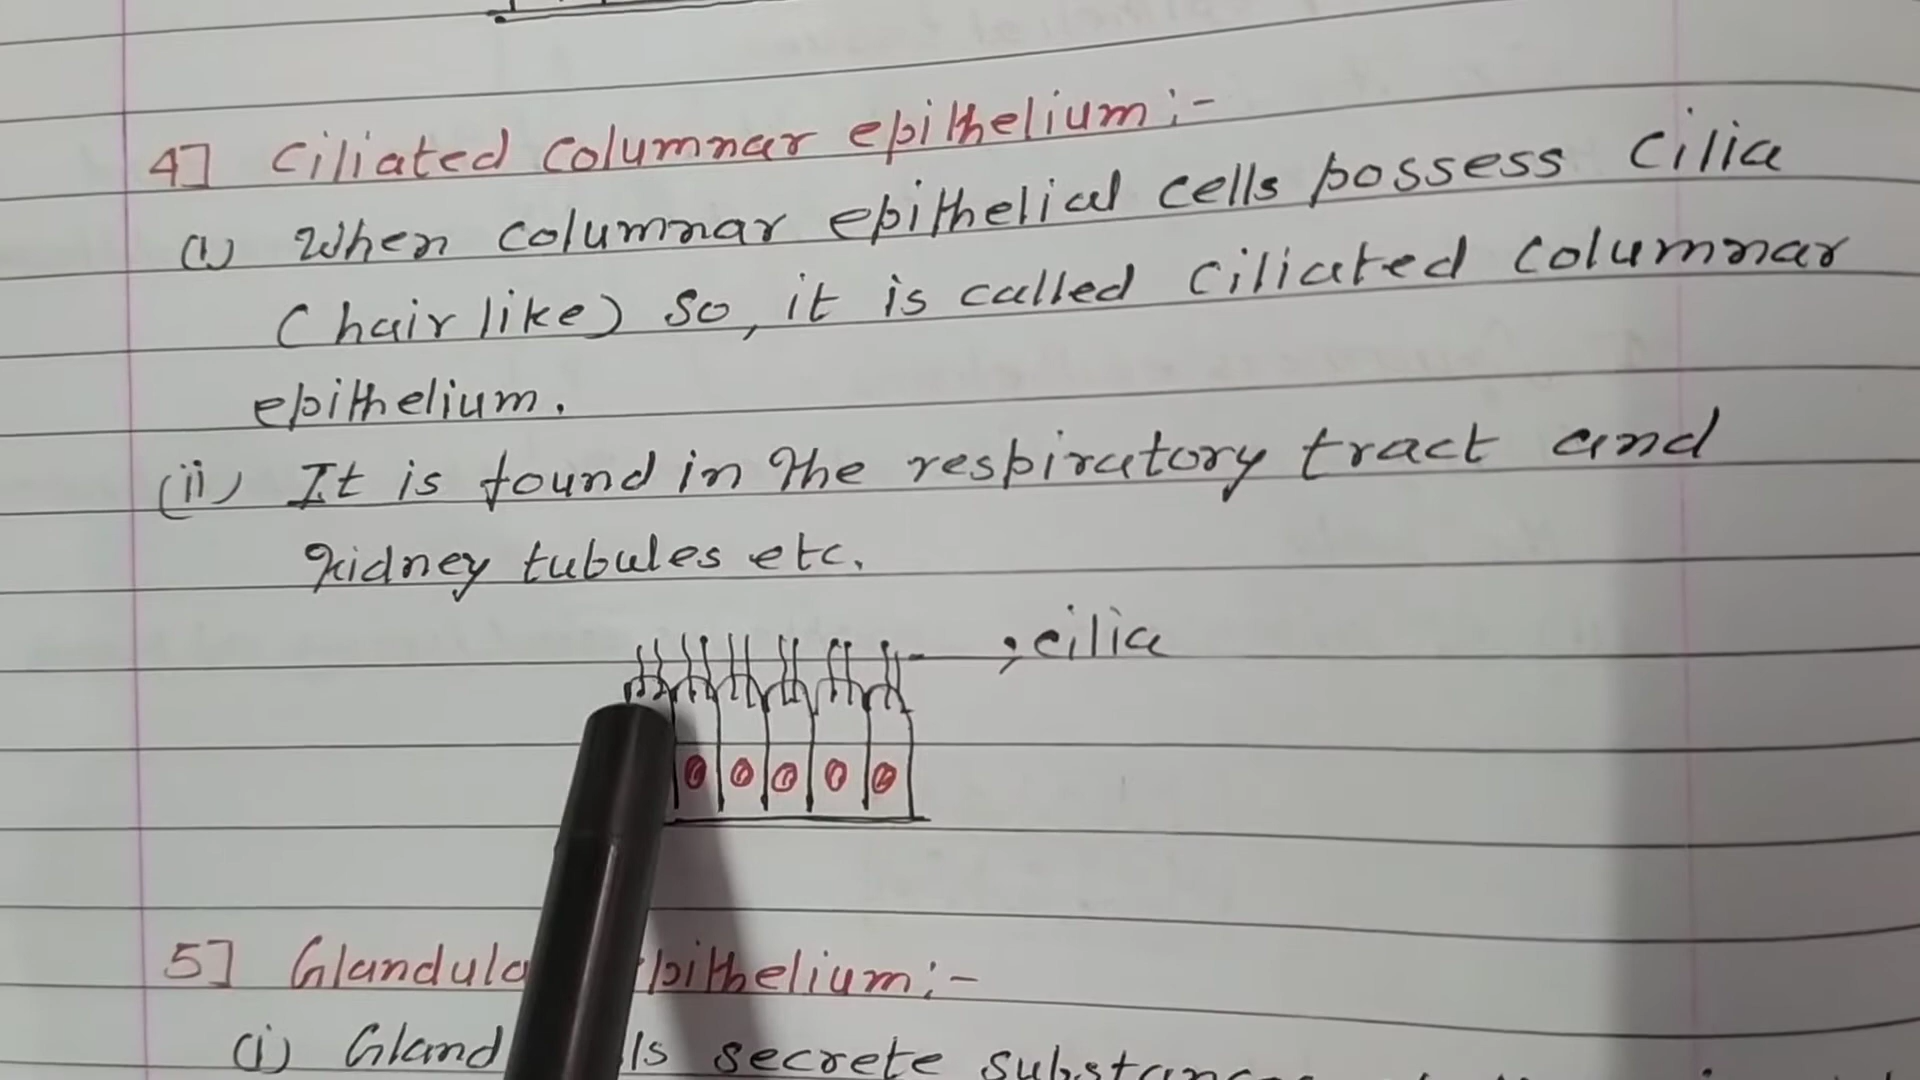 4] Ciliated columnar epithelium :-
(i) When columnar epithelial cells possess cilia
(hair like) so, it is called ciliated columnar
epithelium.
(ii) It is found in the respiratory tract and
kidney tubules etc.
cilia
5] Glandula pithelium :-
(i) Gland ls secrete